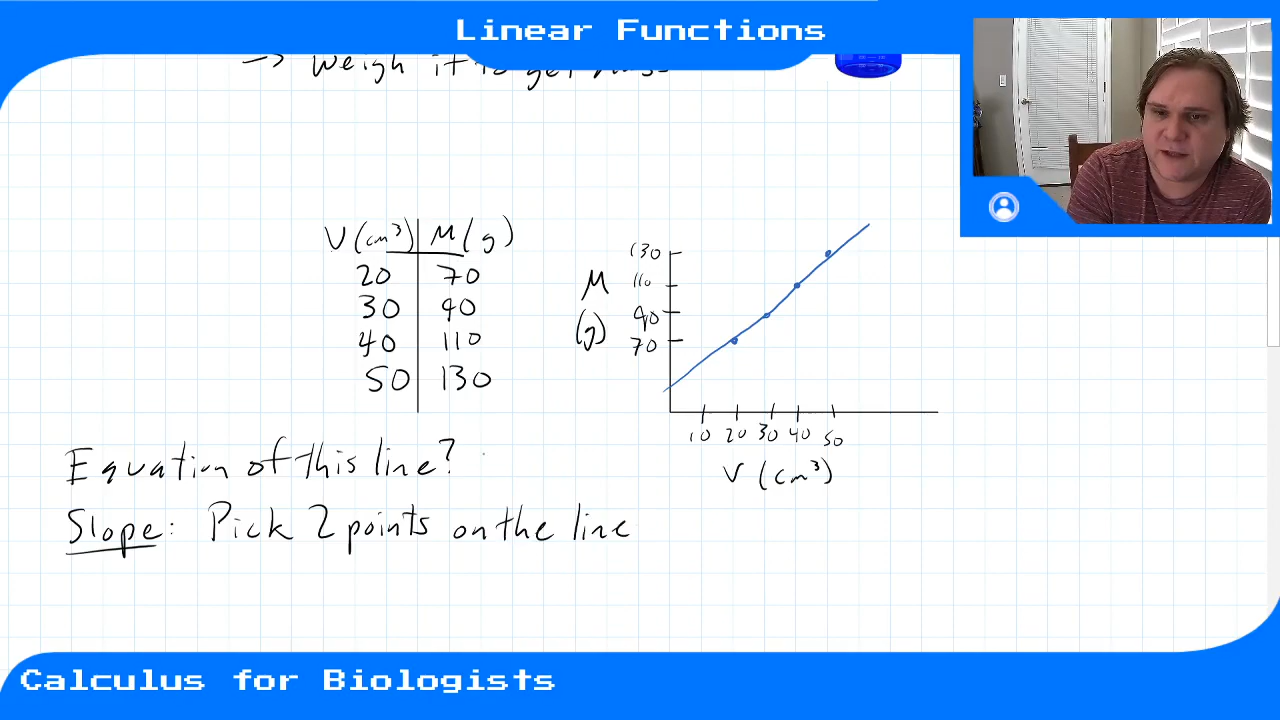 Linear Functions
→ Weigh it to get mass
V (cm³) M (g)
20 70
30 90
40 110
50 130
M
(g)
130
110
90
70
10 20 30 40 50
V (cm³)
Equation of this line?
Slope: Pick 2 points on the line
Calculus for Biologists